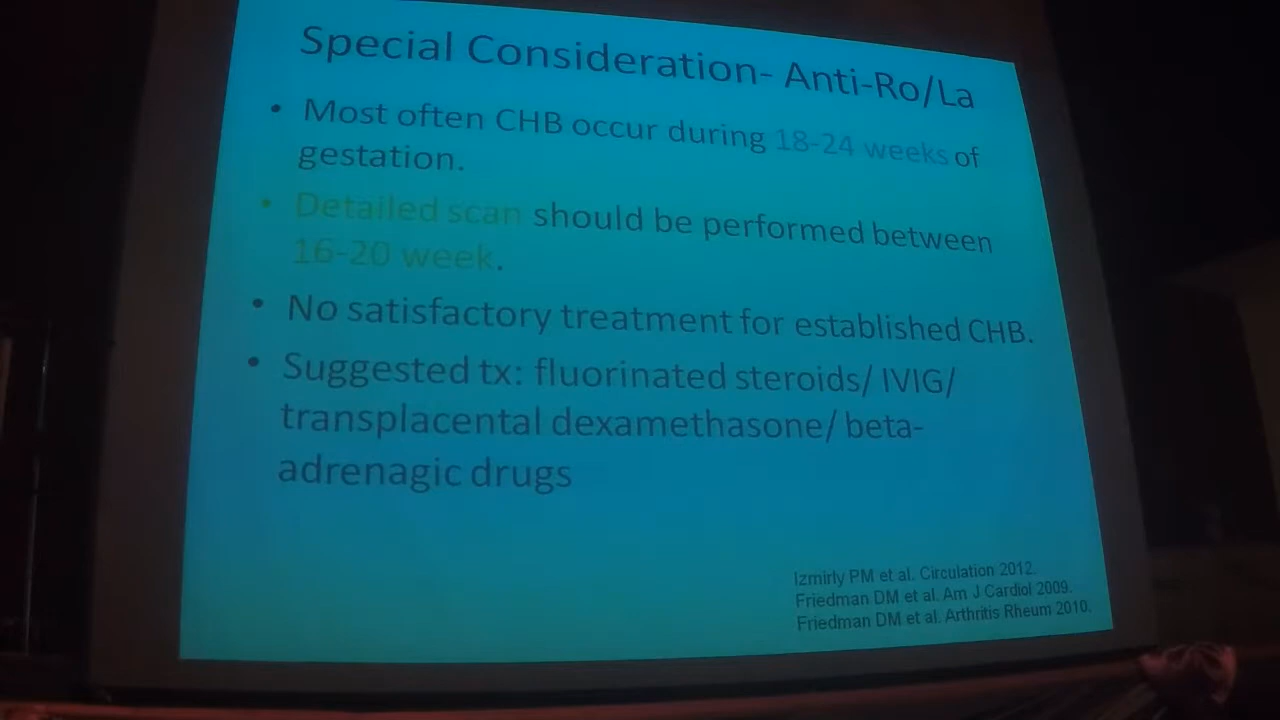 Special Consideration- Anti-Ro/La
• Most often CHB occur during 18-24 weeks of
gestation.
• Detailed scan should be performed between
16-20 week.
• No satisfactory treatment for established CHB.
• Suggested tx: fluorinated steroids/ IVIG/
transplacental dexamethasone/ beta-
adrenagic drugs
Izmirly PM et al. Circulation 2012.
Friedman DM et al. Am J Cardiol 2009.
Friedman DM et al. Arthritis Rheum 2010.